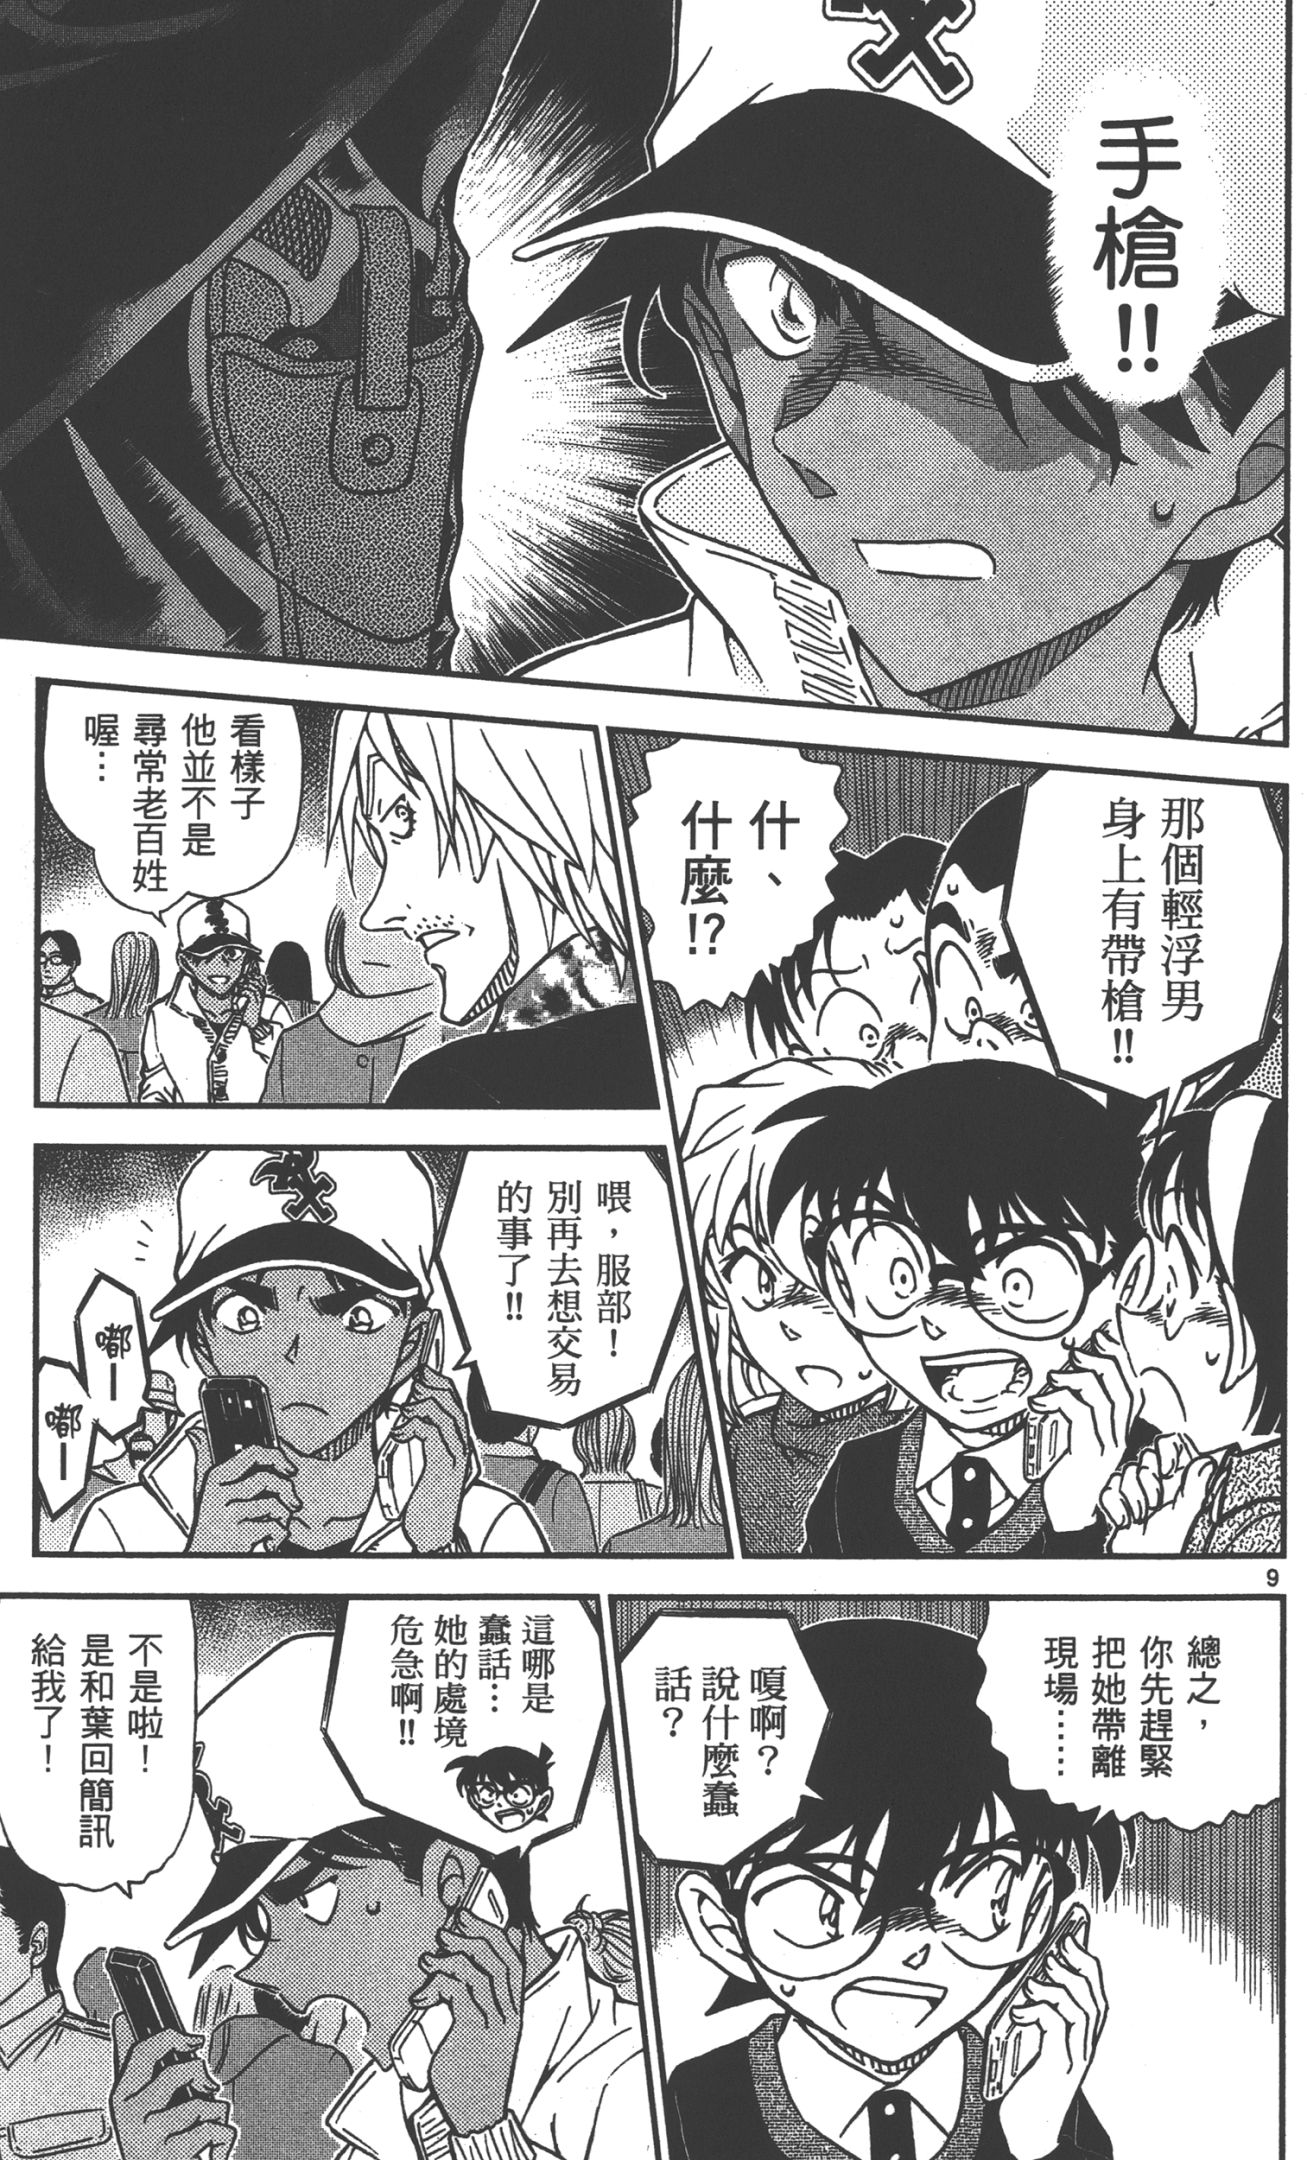 手槍!!
那個輕浮男
身上有帶槍!!
什、
什麼!?
看樣子
他並不是
尋常老百姓
喔…
喂，服部！
別再去想交易
的事了!!
嘟ー
嘟ー
9
總之，
你先趕緊
把她帶離
現場……
嗄啊？
說什麼蠢
話？
這哪是
蠢話…
她的處境
危急啊!!
不是啦！
是和葉回簡訊
給我了！